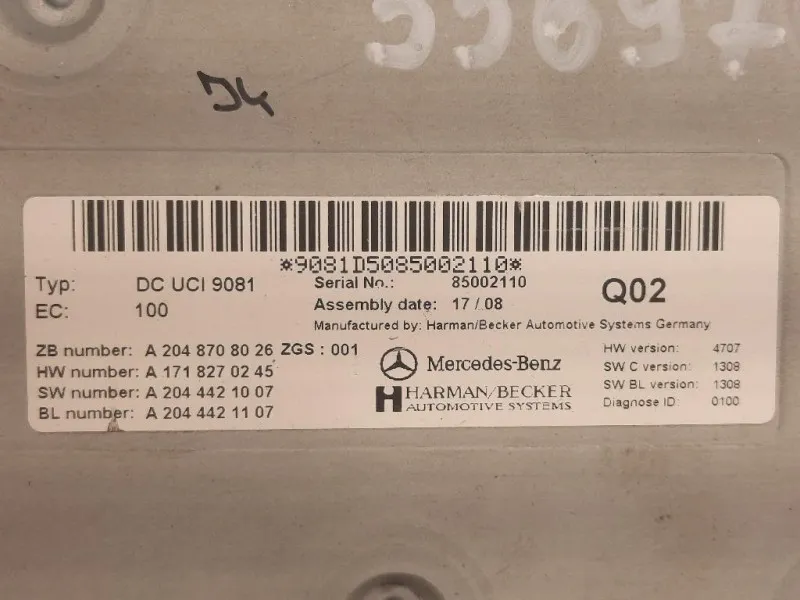 55697
J4
*9081D5085002110*
Typ: DC UCI 9081
Serial No.: 85002110
Q02
EC: 100
Assembly date: 17 / 08
Manufactured by: Harman/Becker Automotive Systems Germany
ZB number: A 204 870 80 26 ZGS : 001
HW number: A 171 827 02 45
SW number: A 204 442 10 07
BL number: A 204 442 11 07
Mercedes-Benz
HARMAN/BECKER
AUTOMOTIVE SYSTEMS
HW version: 4707
SW C version: 1308
SW BL version: 1308
Diagnose ID: 0100